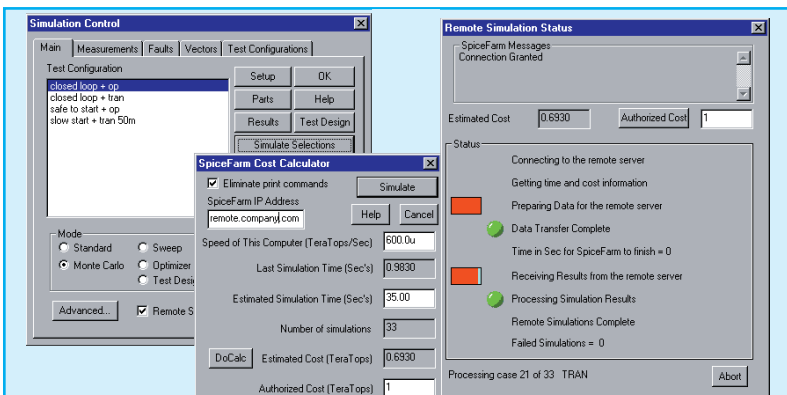 Simulation Control
Main Measurements Faults Vectors Test Configurations
Test Configuration
closed loop + op
closed loop + tran
safe to start + op
slow start + tran 50m
Setup OK
Parts Help
Results Test Design
Simulate Selections
Mode
Standard Sweep
Monte Carlo Optimizer
Test
Advanced... Remote S
SpiceFarm Cost Calculator
Eliminate print commands
Simulate
SpiceFarm IP Address
remote.company.com
Help Cancel
Speed of This Computer (TeraTops/Sec) 600.0u
Last Simulation Time (Sec's) 0.9830
Estimated Simulation Time (Sec's) 35.00
Number of simulations 33
DoCalc Estimated Cost (TeraTops) 0.6930
Authorized Cost (TeraTops) 1
Remote Simulation Status
SpiceFarm Messages
Connection Granted
Estimated Cost 0.6930 Authorized Cost 1
Status
Connecting to the remote server
Getting time and cost information
Preparing Data for the remote server
Data Transfer Complete
Time in Sec for SpiceFarm to finish = 0
Receiving Results from the remote server
Processing Simulation Results
Remote Simulations Complete
Failed Simulations = 0
Processing case 21 of 33 TRAN
Abort